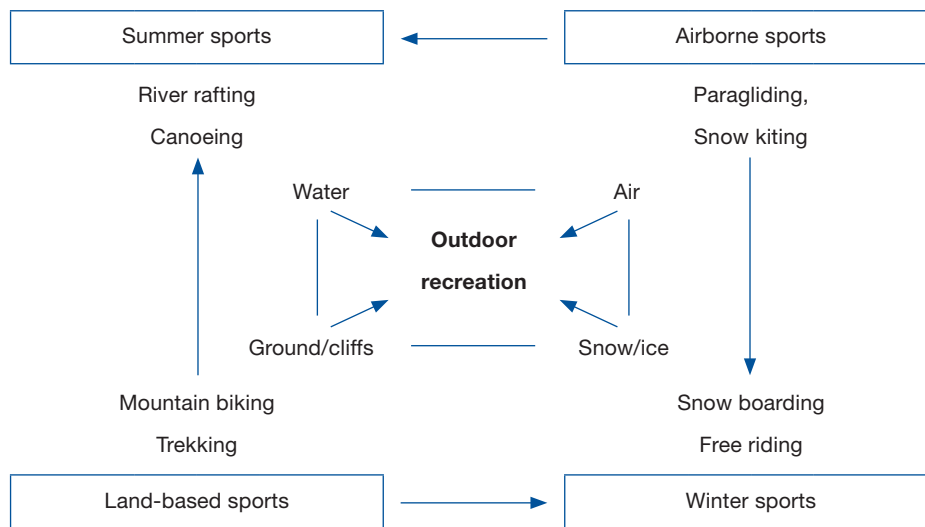 Summer sports
Airborne sports
River rafting
Canoeing
Paragliding,
Snow kiting
Water
Air
Outdoor
recreation
Ground/cliffs
Snow/ice
Mountain biking
Trekking
Snow boarding
Free riding
Land-based sports
Winter sports